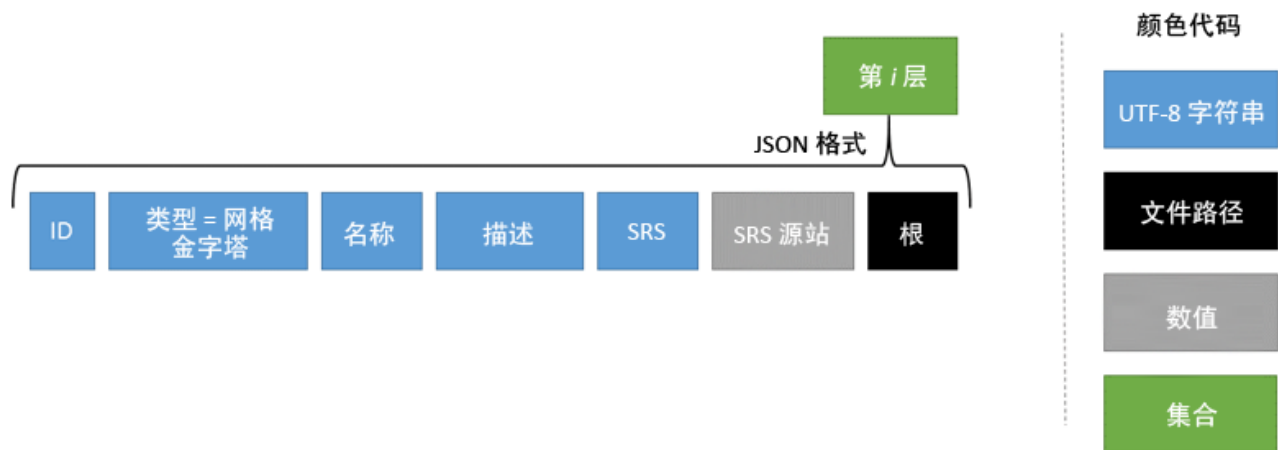 颜色代码
第 i 层
UTF-8 字符串
JSON 格式
ID
类型 = 网格
金字塔
名称
描述
SRS
SRS 源站
根
文件路径
数值
集合